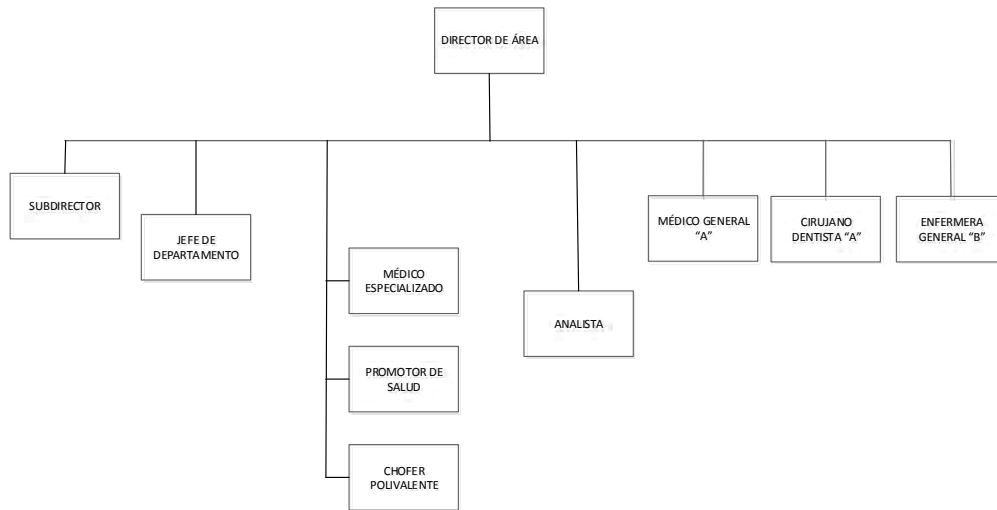 DIRECTOR DE ÁREA
SUBDIRECTOR
JEFE DE
DEPARTAMENTO
MÉDICO
ESPECIALIZADO
PROMOTOR DE
SALUD
CHOFER
POLIVALENTE
ANALISTA
MÉDICO GENERAL
“A”
CIRUJANO
DENTISTA “A”
ENFERMERA
GENERAL “B”